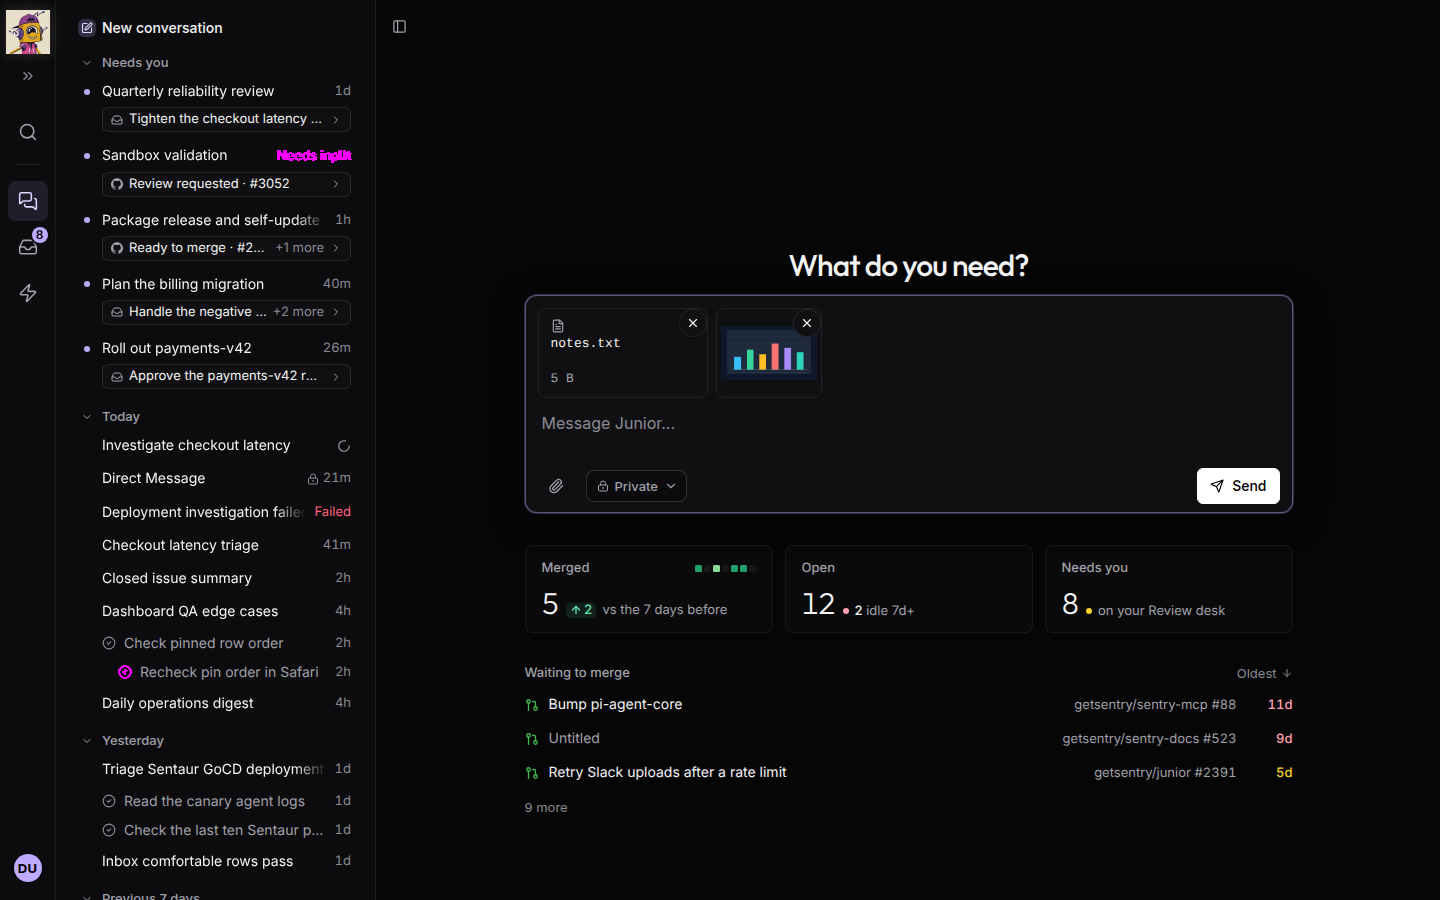 New conversation
Needs you
Quarterly reliability review 1d
Tighten the checkout latency ...
Sandbox validation
Review requested · #3052
Package release and self-update 1h
Ready to merge · #2... +1 more
Plan the billing migration 40m
Handle the negative ... +2 more
Roll out payments-v42 26m
Approve the payments-v42 r...
Today
Investigate checkout latency
Direct Message 21m
Deployment investigation failed Failed
Checkout latency triage 41m
Closed issue summary 2h
Dashboard QA edge cases 4h
Check pinned row order 2h
Recheck pin order in Safari 2h
Daily operations digest 4h
Yesterday
Triage Sentaur GoCD deployment 1d
Read the canary agent logs 1d
Check the last ten Sentaur p... 1d
Inbox comfortable rows pass 1d
Previous 7 days
8
DU
What do you need?
notes.txt
5 B
Message Junior...
Private
Send
Merged
5 2 vs the 7 days before
Open
12 2 idle 7d+
Needs you
8 on your Review desk
Waiting to merge Oldest
Bump pi-agent-core getsentry/sentry-mcp #88 11d
Untitled getsentry/sentry-docs #523 9d
Retry Slack uploads after a rate limit getsentry/junior #2391 5d
9 more